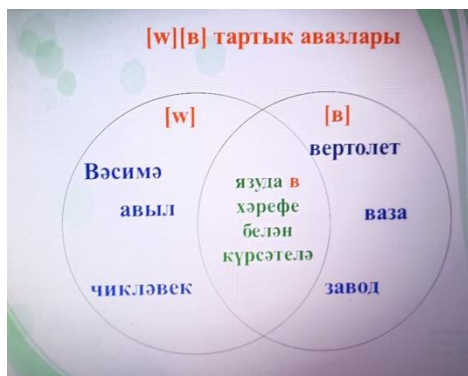 [w][в] тартык авазлары
[w]
[в]
Вәсимә
авыл
чикләвек
язуда в
хәрефе
белән
күрсәтелә
вертолет
ваза
завод